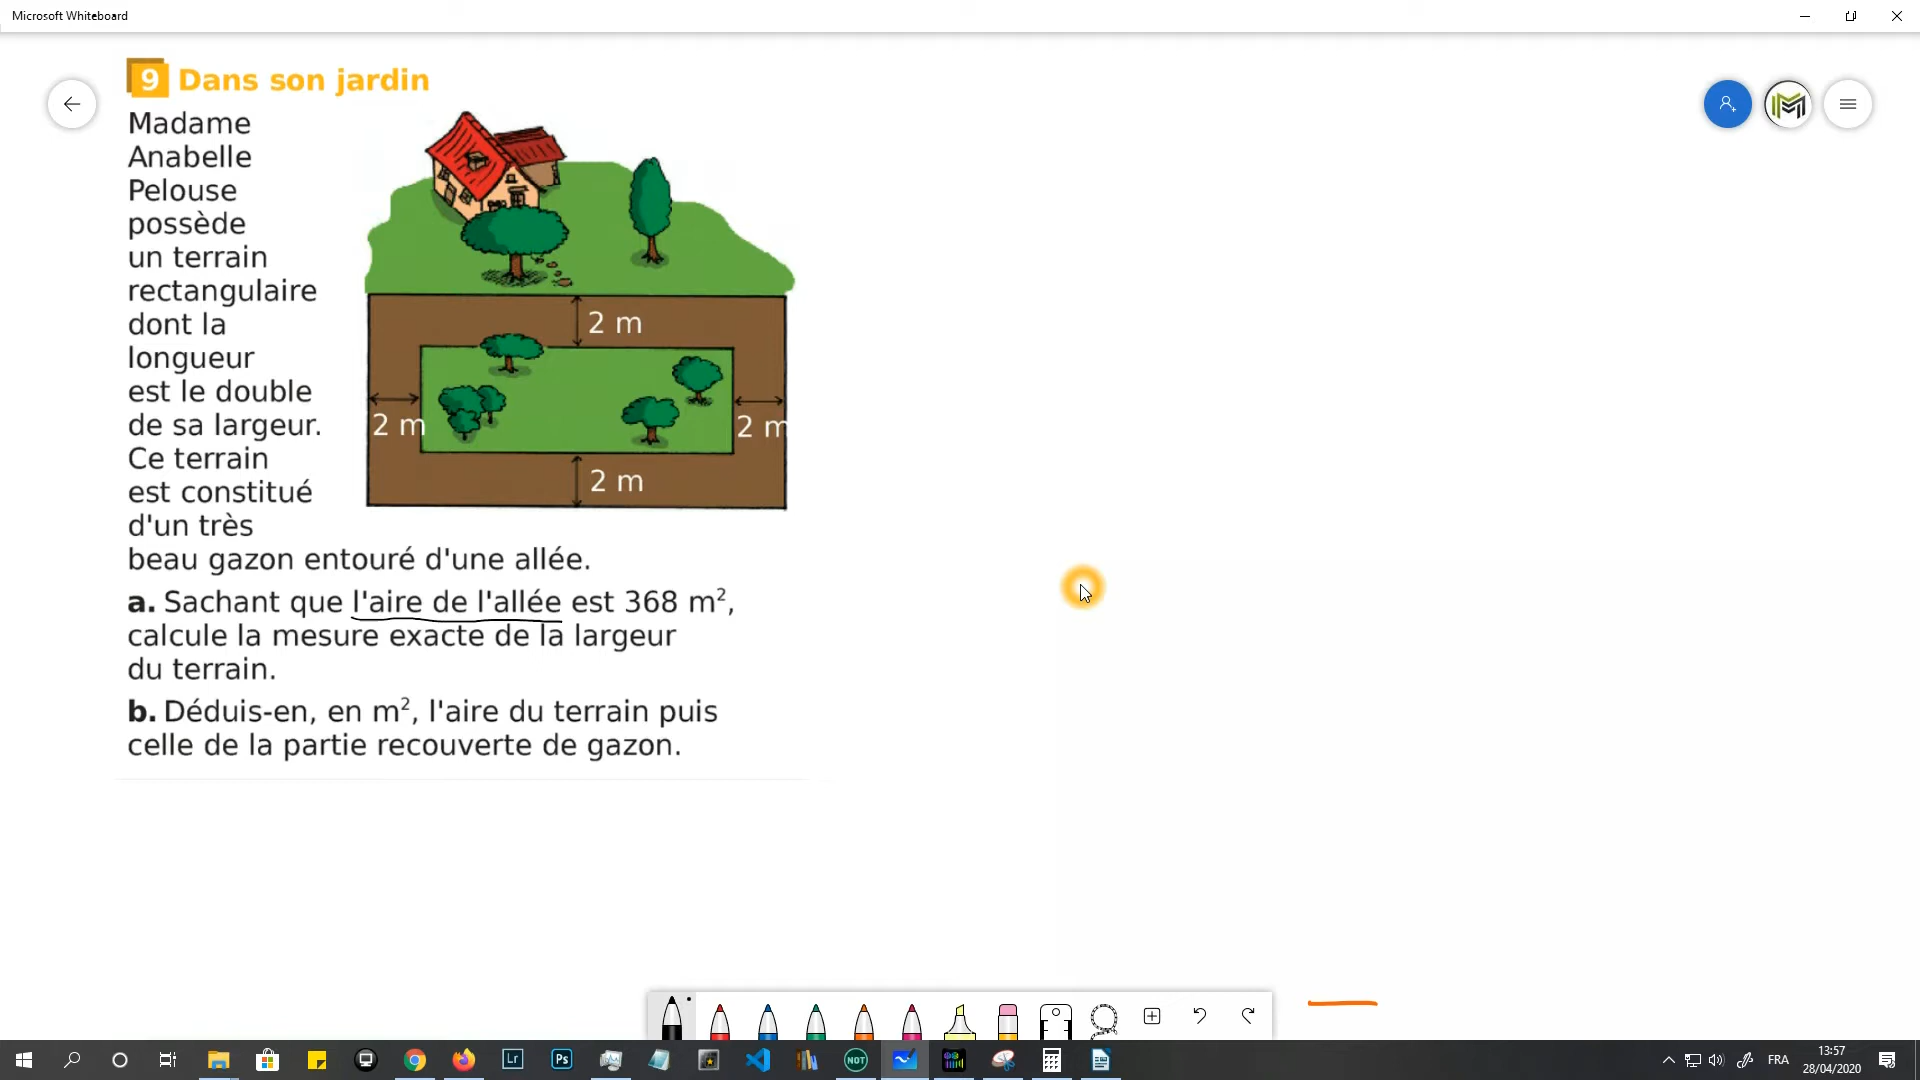 Microsoft Whiteboard
9 Dans son jardin
Madame
Anabelle
Pelouse
possède
un terrain
rectangulaire
dont la
longueur
est le double
de sa largeur.
Ce terrain
est constitué
d'un très
beau gazon entouré d'une allée.
2 m
2 m
2 m
2 m
a. Sachant que l'aire de l'allée est 368 m²,
calcule la mesure exacte de la largeur
du terrain.
b. Déduis-en, en m², l'aire du terrain puis
celle de la partie recouverte de gazon.
Lr
Ps
NOT
FRA
13:57
28/04/2020